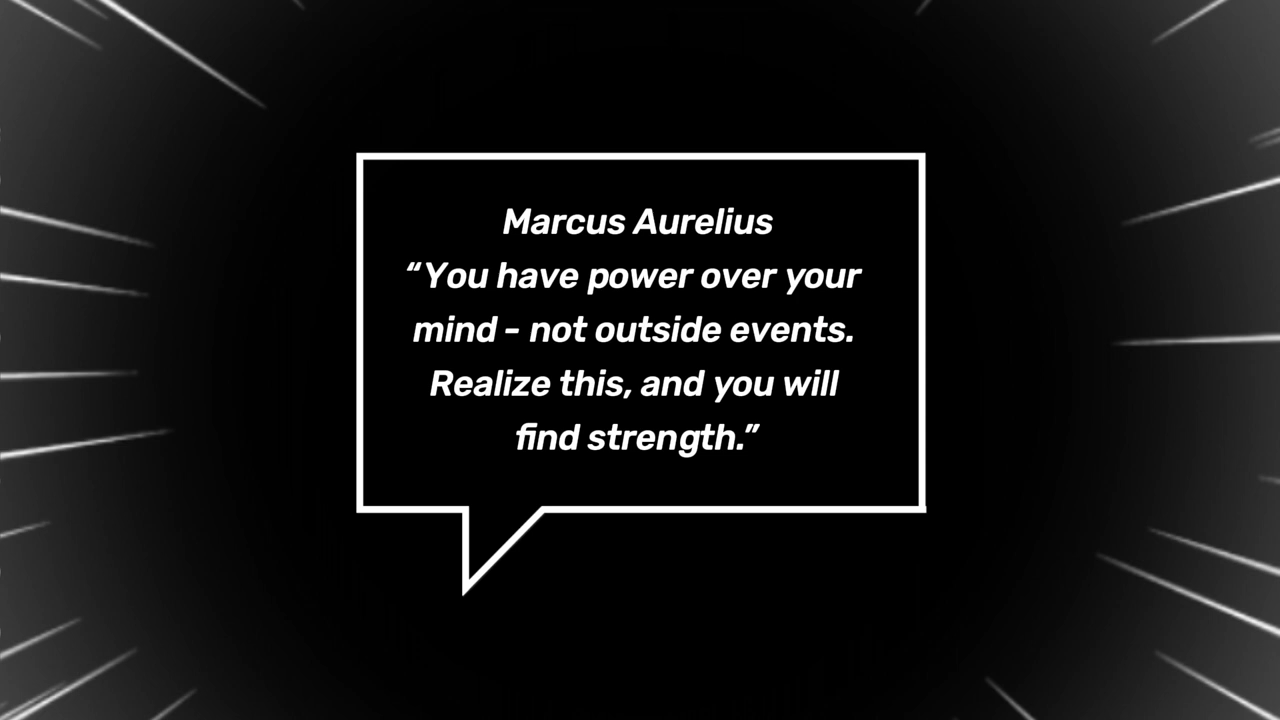 Marcus Aurelius
“You have power over your
mind - not outside events.
Realize this, and you will
find strength.”